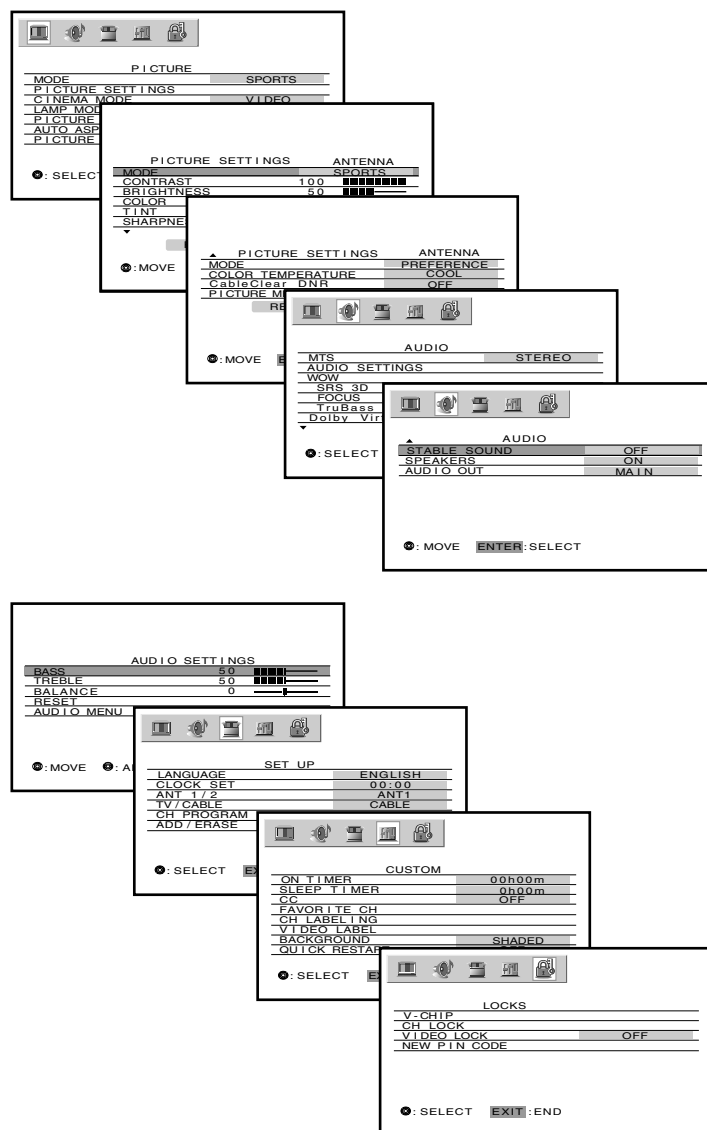 PICTURE
MODE SPORTS
PICTURE SETTINGS
CINEMA MODE VIDEO
LAMP MOD
PICTURE
AUTO ASP
PICTURE
: SELECT
PICTURE SETTINGS ANTENNA
MODE SPORTS
CONTRAST 100
BRIGHTNESS 50
COLOR
TINT
SHARPNE
:MOVE
PICTURE SETTINGS ANTENNA
MODE PREFERENCE
COLOR TEMPERATURE COOL
CableClear DNR OFF
PICTURE ME
RE
:MOVE E
AUDIO
MTS STEREO
AUDIO SETTINGS
WOW
SRS 3D
FOCUS
TruBass
Dolby Vir
:SELECT
AUDIO
STABLE SOUND OFF
SPEAKERS ON
AUDIO OUT MAIN
: MOVE ENTER:SELECT
AUDIO SETTINGS
BASS 50
TREBLE 50
BALANCE 0
RESET
AUDIO MENU
:MOVE : A
SET UP
LANGUAGE ENGLISH
CLOCK SET 00:00
ANT 1/2 ANT1
TV/CABLE CABLE
CH PROGRAM
ADD/ERASE
: SELECT EX
CUSTOM
ON TIMER 00h00m
SLEEP TIMER 0h00m
CC OFF
FAVORITE CH
CH LABELING
VIDEO LABEL
BACKGROUND SHADED
QUICK RESTART
: SELECT E
LOCKS
V-CHIP
CH LOCK
VIDEO LOCK OFF
NEW PIN CODE
: SELECT EXIT :END